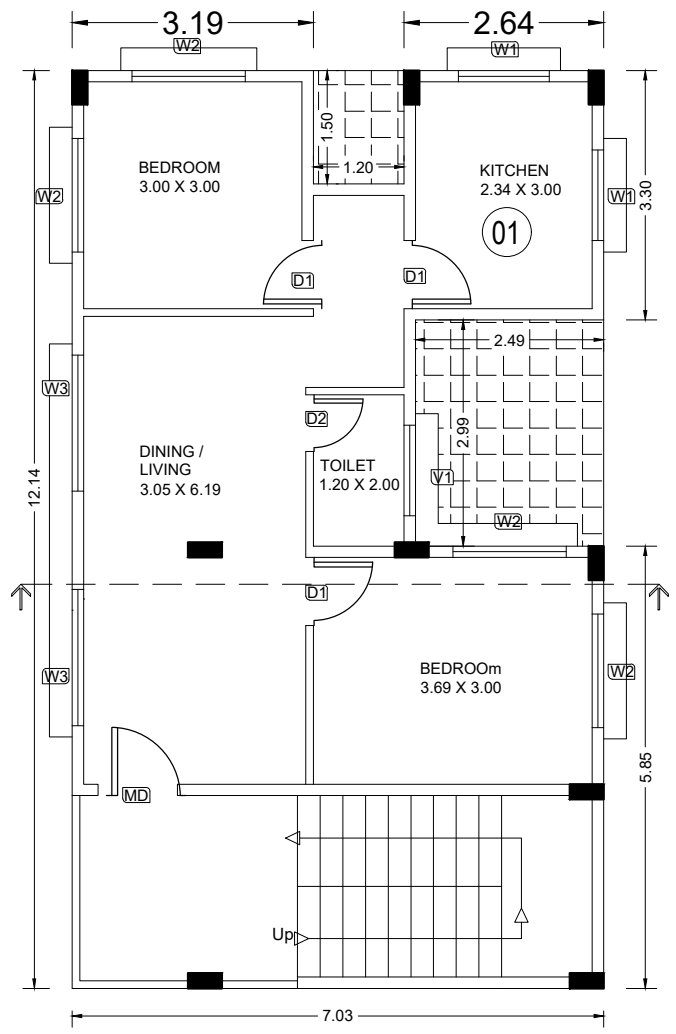 3.19
2.64
W2
W1
1.50
1.20
BEDROOM
3.00 X 3.00
KITCHEN
2.34 X 3.00
01
W2
W1
3.30
D1
D1
2.49
W3
D2
2.99
DINING /
LIVING
3.05 X 6.19
TOILET
1.20 X 2.00
V1
12.14
W2
D1
W3
BEDROOm
3.69 X 3.00
W2
5.85
MD
Up
7.03